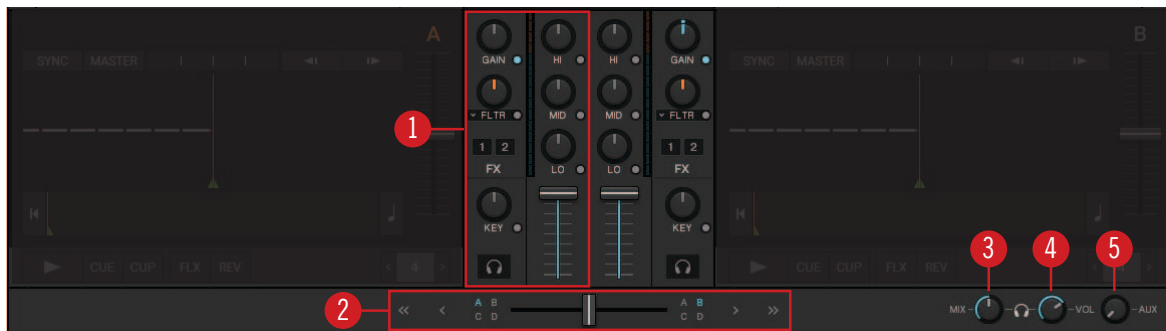 A
B
SYNC MASTER
GAIN HI HI GAIN
SYNC MASTER
FLTR MID MID FLTR
1
1 2
1 2
FX LO LO FX
KEY
KEY
CUE CUP FLX REV
4
CUE CUP FLX REV
3 4 5
2
A B
C D
A B
C D
MIX
VOL
AUX